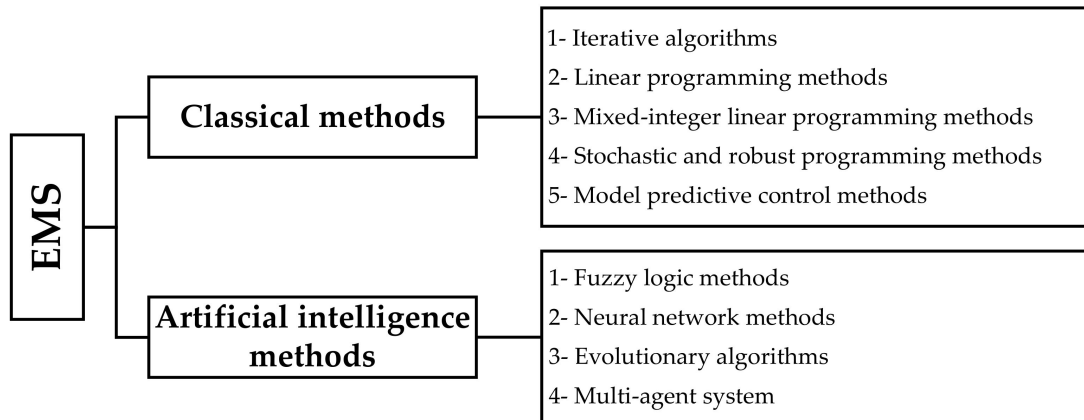 EMS
Classical methods
1- Iterative algorithms
2- Linear programming methods
3- Mixed-integer linear programming methods
4- Stochastic and robust programming methods
5- Model predictive control methods
Artificial intelligence
methods
1- Fuzzy logic methods
2- Neural network methods
3- Evolutionary algorithms
4- Multi-agent system